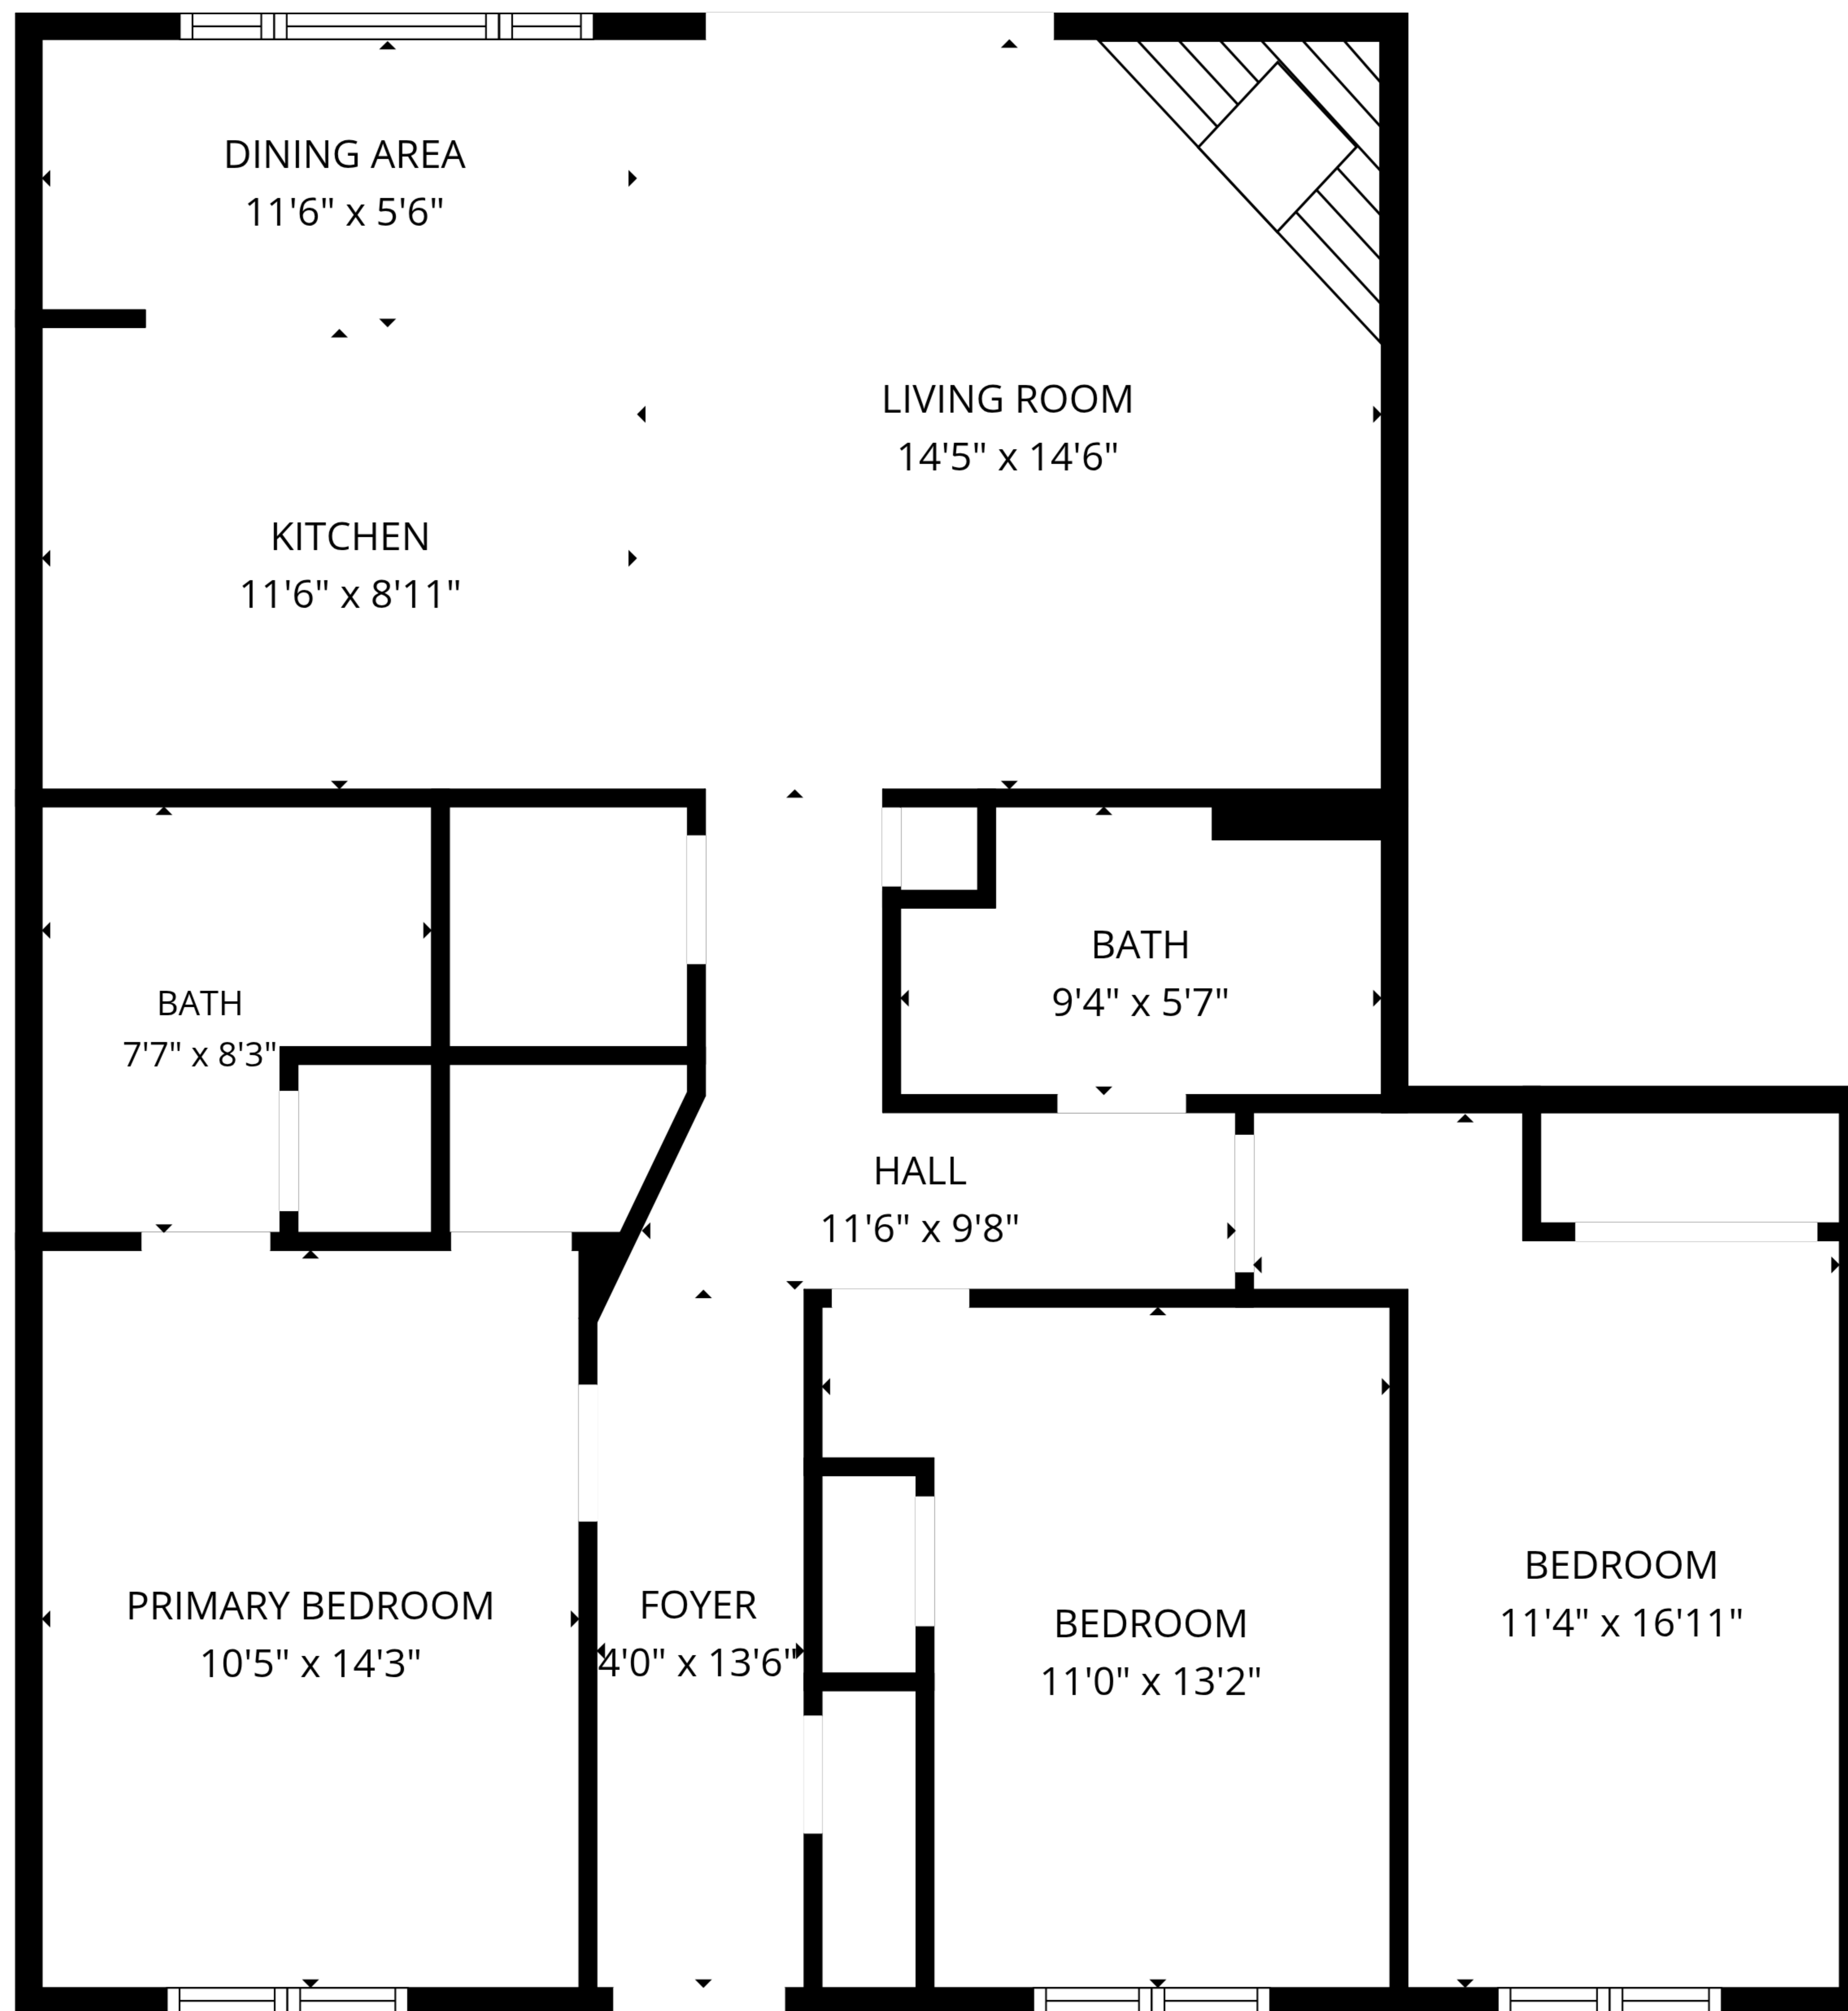 DINING AREA
11'6" x 5'6"
LIVING ROOM
14'5" x 14'6"
KITCHEN
11'6" x 8'11"
BATH
9'4" x 5'7"
BATH
7'7" x 8'3"
HALL
11'6" x 9'8"
PRIMARY BEDROOM
10'5" x 14'3"
FOYER
4'0" x 13'6"
BEDROOM
11'0" x 13'2"
BEDROOM
11'4" x 16'11"